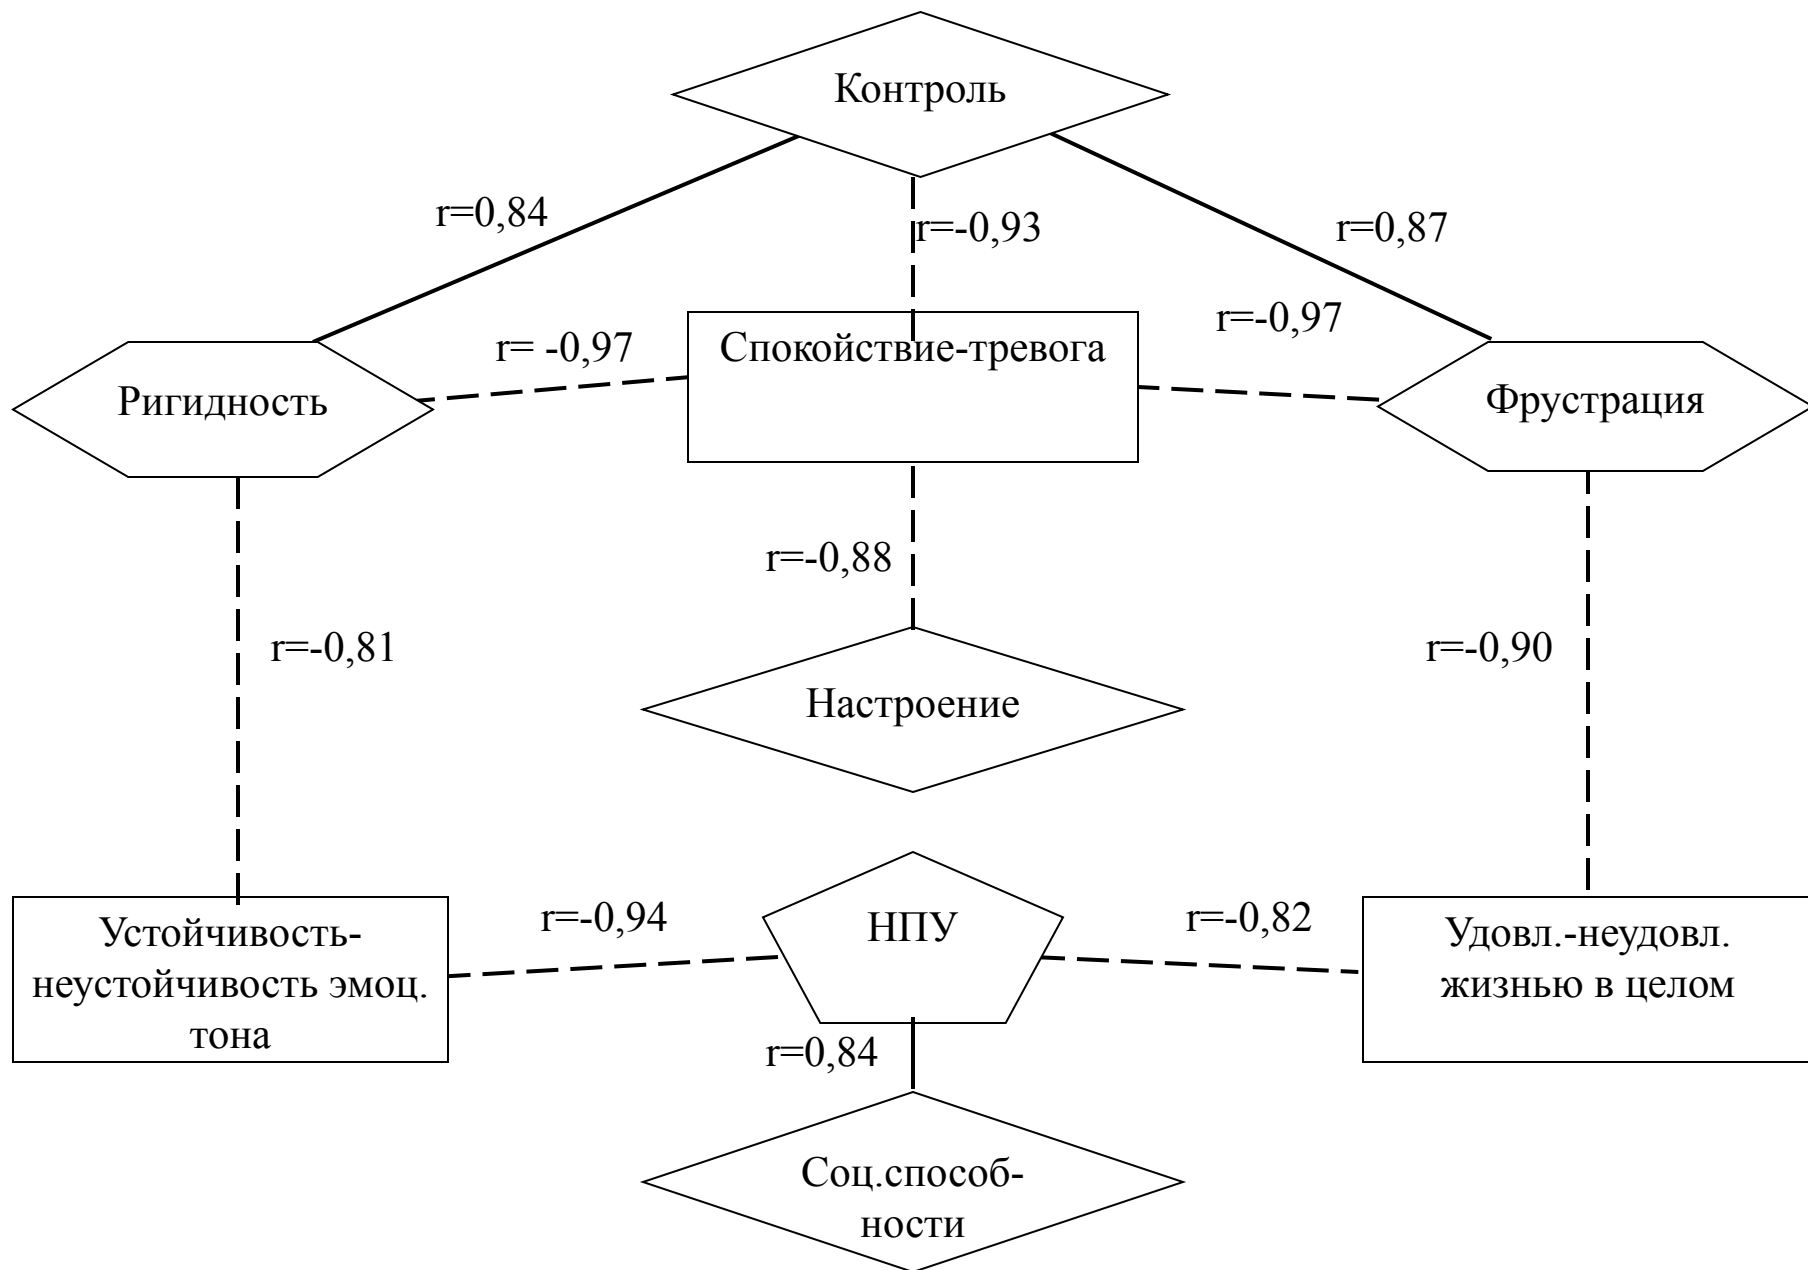 Контроль
r=0,84
r=-0,93
r=0,87
r= -0,97
Спокойствие-тревога
r=-0,97
Ригидность
Фрустрация
r=-0,88
r=-0,81
r=-0,90
Настроение
Устойчивость-
неустойчивость эмоц.
тона
r=-0,94
НПУ
r=-0,82
Удовл.-неудовл.
жизнью в целом
r=0,84
Соц.способ-
ности